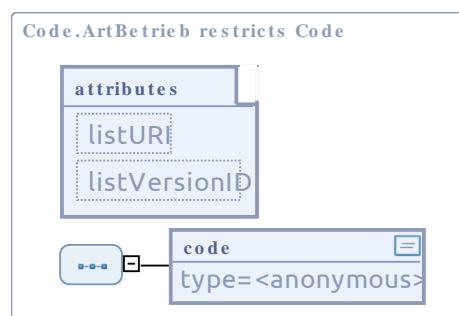 Code.ArtBetrieb restricts Code
attributes
listURI
listVersionID
code
type=<anonymous>